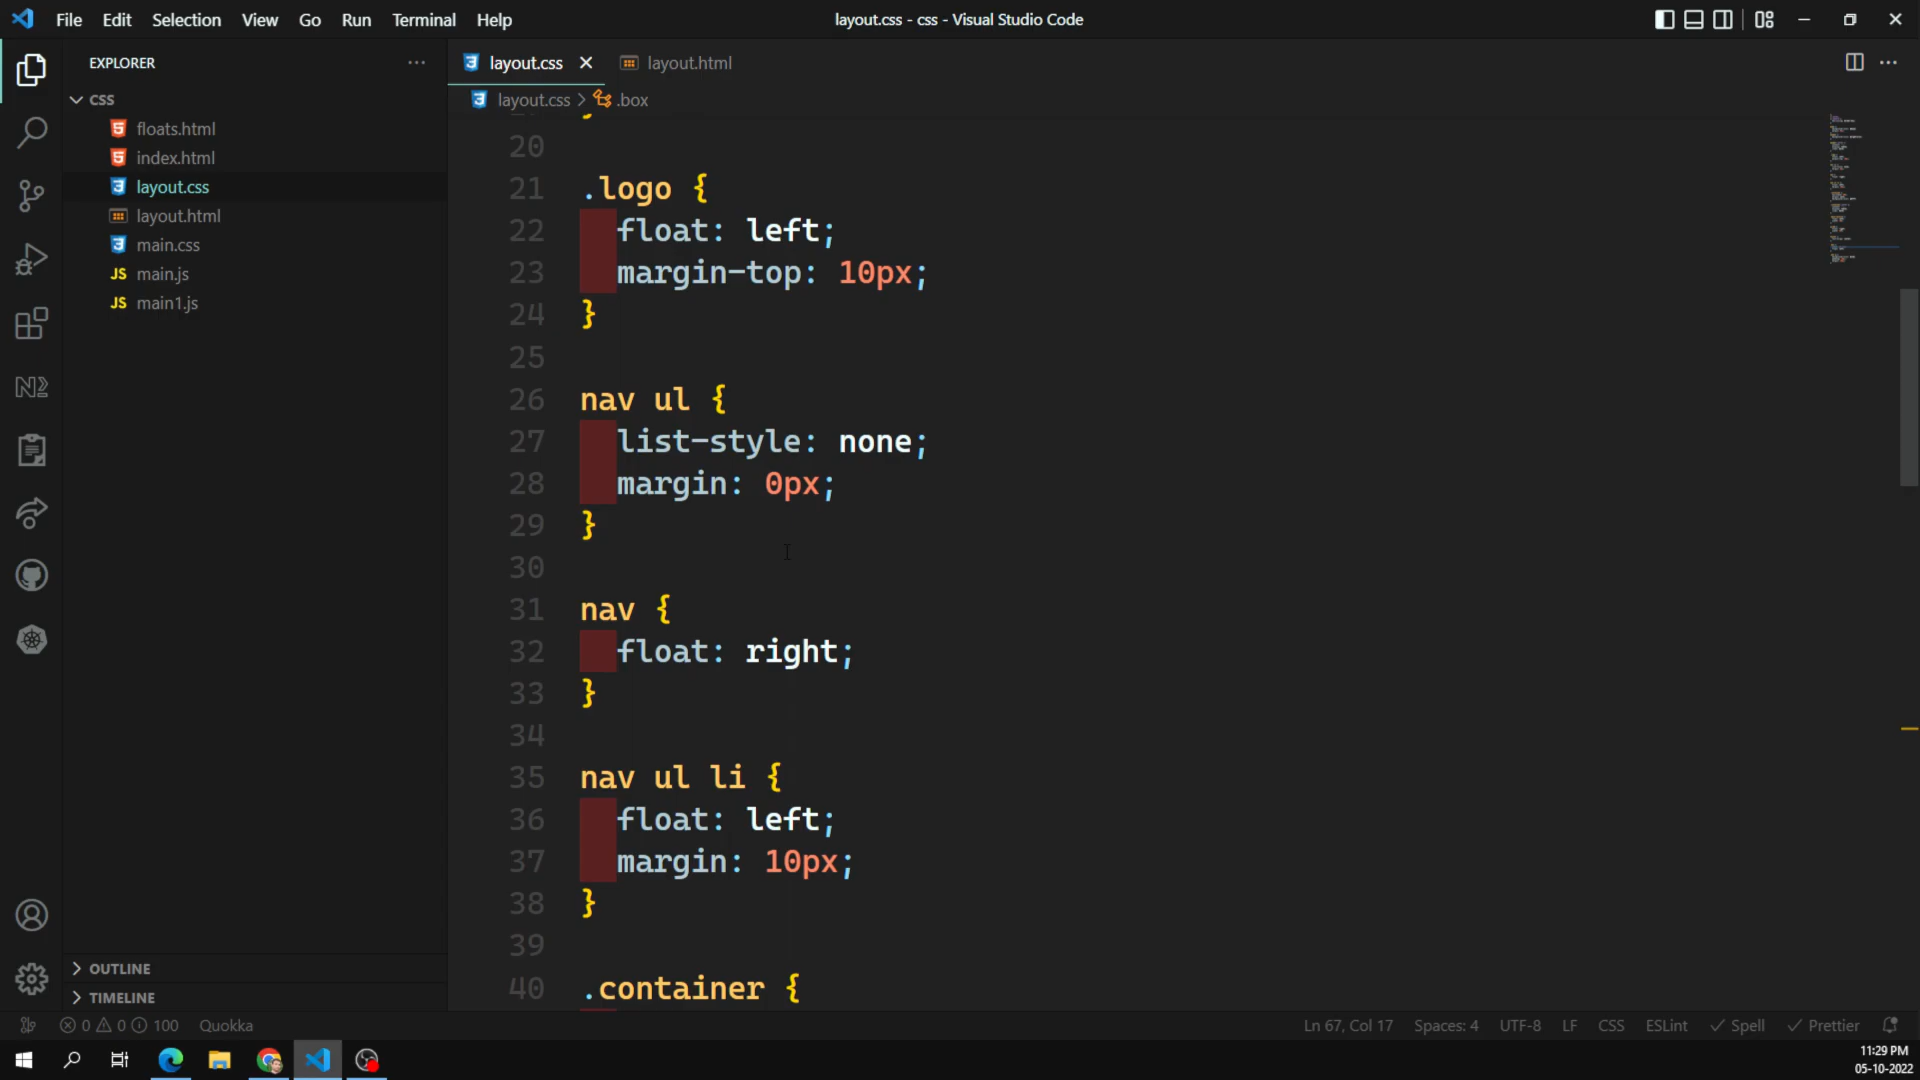 File Edit Selection View Go Run Terminal Help
layout.css - css - Visual Studio Code
EXPLORER
CSS
floats.html
index.html
layout.css
layout.html
main.css
JS main.js
JS main1.js
OUTLINE
TIMELINE
layout.css
layout.html
layout.css > .box
20
21 .logo {
22 float: left;
23 margin-top: 10px;
24 }
25
26 nav ul {
27 list-style: none;
28 margin: 0px;
29 }
30
31 nav {
32 float: right;
33 }
34
35 nav ul li {
36 float: left;
37 margin: 10px;
38 }
39
40 .container {
0 0 100 Quokka
Ln 67, Col 17 Spaces: 4 UTF-8 LF CSS ESLint Spell Prettier
11:29 PM
05-10-2022